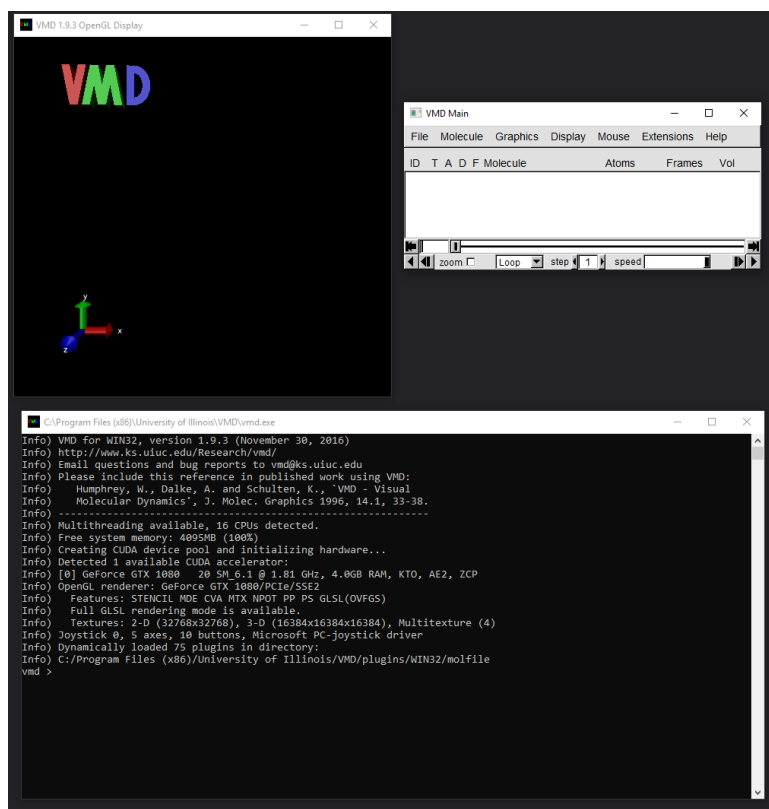 VMD 1.9.3 OpenGL Display
VMD
y
x
z
VMD Main
File Molecule Graphics Display Mouse Extensions Help
ID T A D F Molecule Atoms Frames Vol
zoom Loop step 1 speed
C:\Program Files (x86)\University of Illinois\VMD\vmd.exe
Info) VMD for WIN32, version 1.9.3 (November 30, 2016)
Info) http://www.ks.uiuc.edu/Research/vmd/
Info) Email questions and bug reports to vmd@ks.uiuc.edu
Info) Please include this reference in published work using VMD:
Info)    Humphrey, W., Dalke, A. and Schulten, K., `VMD - Visual
Info)    Molecular Dynamics', J. Molec. Graphics 1996, 14.1, 33-38.
Info) -------------------------------------------------------------
Info) Multithreading available, 16 CPUs detected.
Info) Free system memory: 4095MB (100%)
Info) Creating CUDA device pool and initializing hardware...
Info) Detected 1 available CUDA accelerator:
Info) [0] GeForce GTX 1080   20 SM_6.1 @ 1.81 GHz, 4.0GB RAM, KTO, AE2, ZCP
Info) OpenGL renderer: GeForce GTX 1080/PCIe/SSE2
Info)   Features: STENCIL MDE CVA MTX NPOT PP PS GLSL(OVFGS)
Info)   Full GLSL rendering mode is available.
Info)   Textures: 2-D (32768x32768), 3-D (16384x16384x16384), Multitexture (4)
Info) Joystick 0, 5 axes, 10 buttons, Microsoft PC-joystick driver
Info) Dynamically loaded 75 plugins in directory:
Info) C:/Program Files (x86)/University of Illinois/VMD/plugins/WIN32/molfile
vmd >